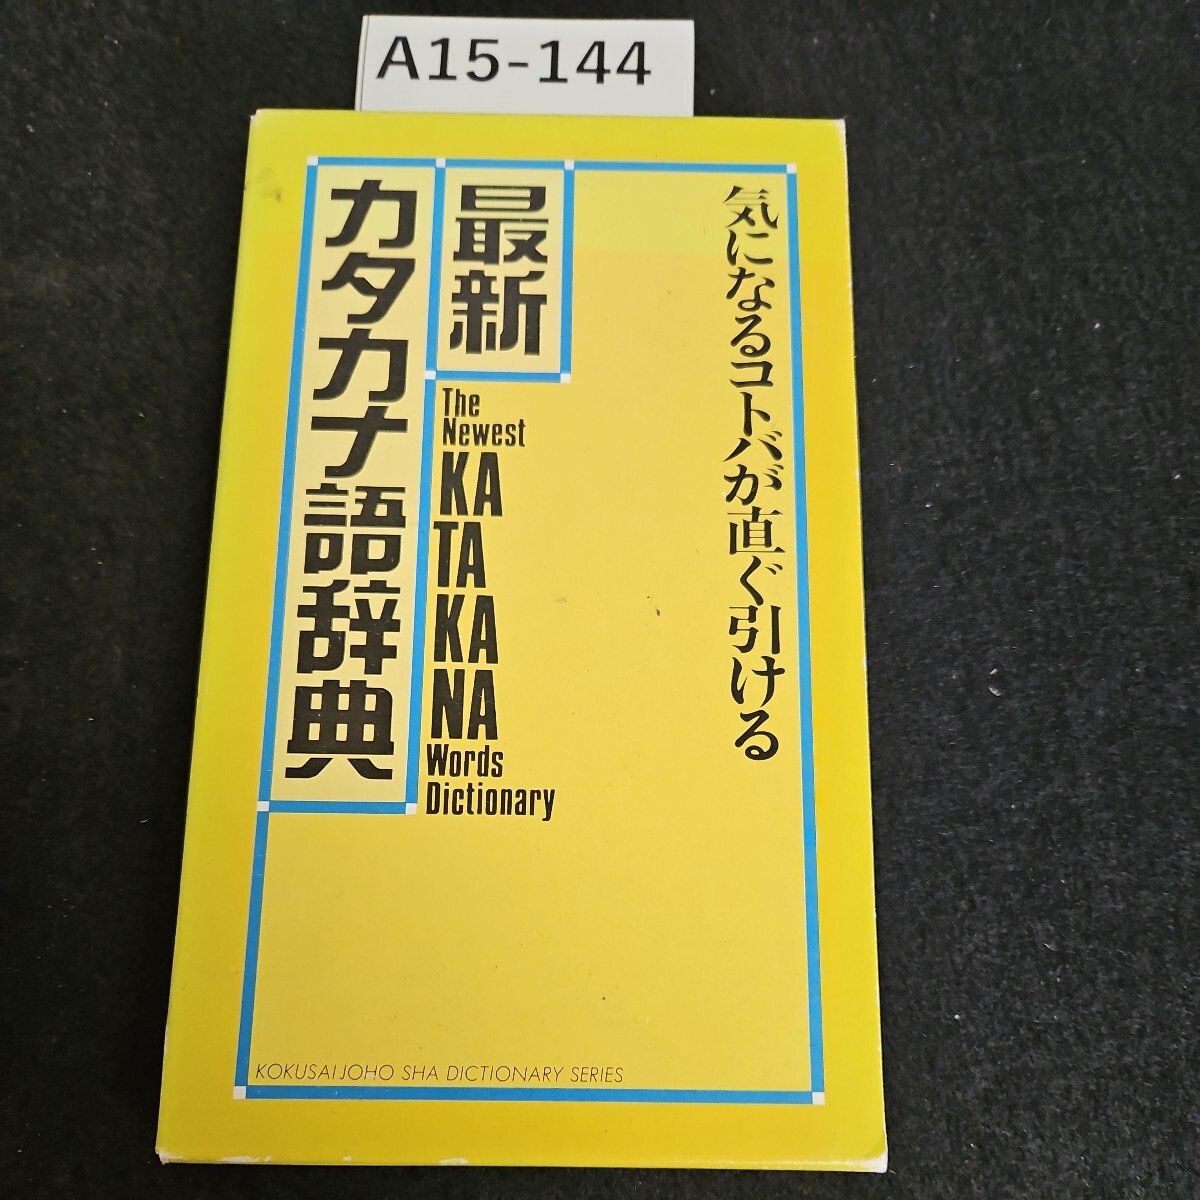 A15-144
気になるコトバが直ぐ引ける
最新
カタカナ語辞典
The
Newest
KA
TA
KA
NA
Words
Dictionary
KOKUSAIJOHO SHA DICTIONARY SERIES